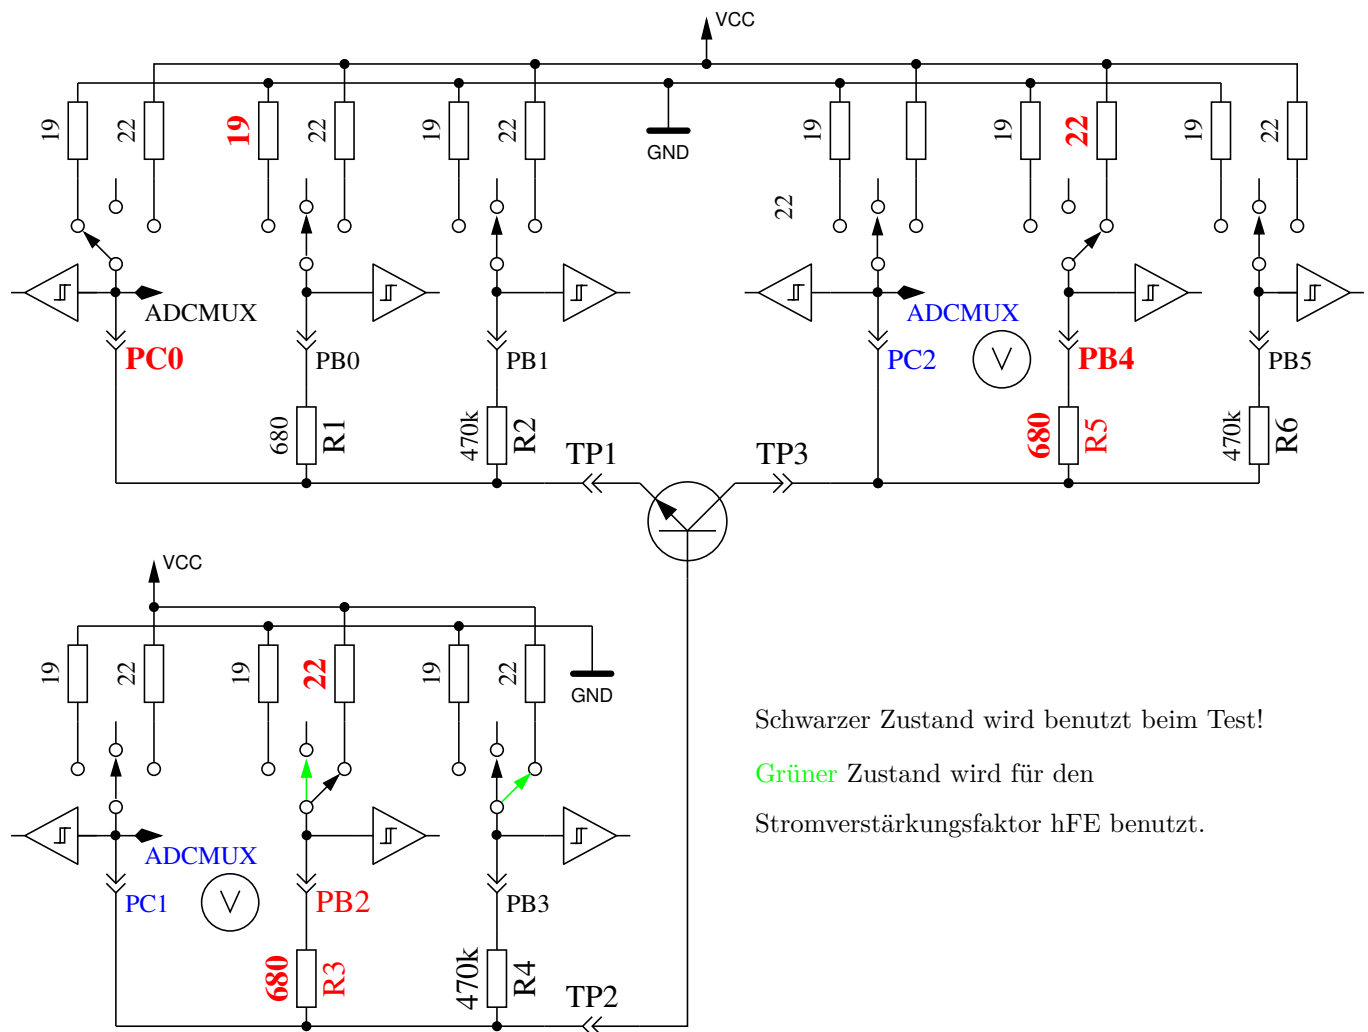 VCC
19
22
19
22
19
22
GND
19
22
19
22
19
22
ADCMUX
ADCMUX
PC0
PB0
PB1
PC2
V
PB4
PB5
680
R1
470k
R2
TP1
TP3
680
R5
470k
R6
VCC
19
22
19
22
19
22
GND
Schwarzer Zustand wird benutzt beim Test!
Grüner Zustand wird für den
Stromverstärkungsfaktor hFE benutzt.
ADCMUX
PC1
V
PB2
PB3
680
R3
470k
R4
TP2